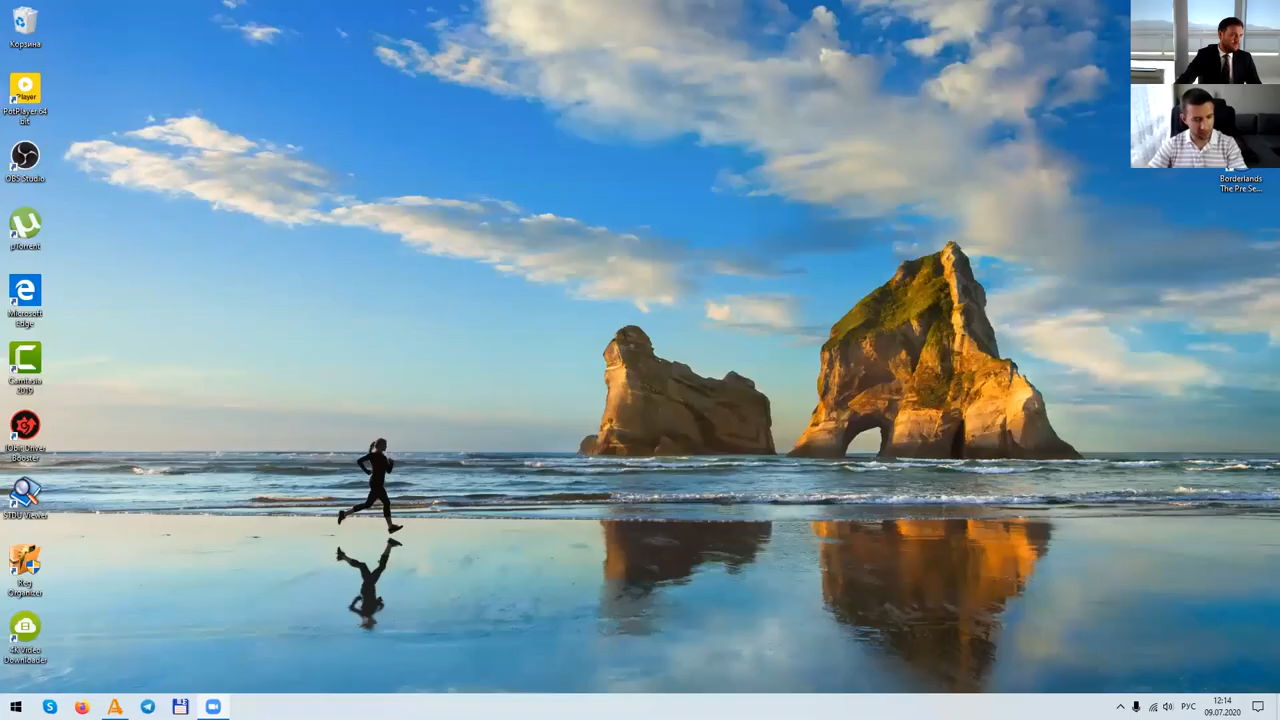 Корзина
Player
PotPlayer 64
bit
OBS Studio
µTorrent
Microsoft
Edge
Camtasia
2019
IObit Driver
Booster
STDU Viewer
Reg
Organizer
4K Video
Downloader
Borderlands
The Pre Se...
РУС
12:14
09.07.2020